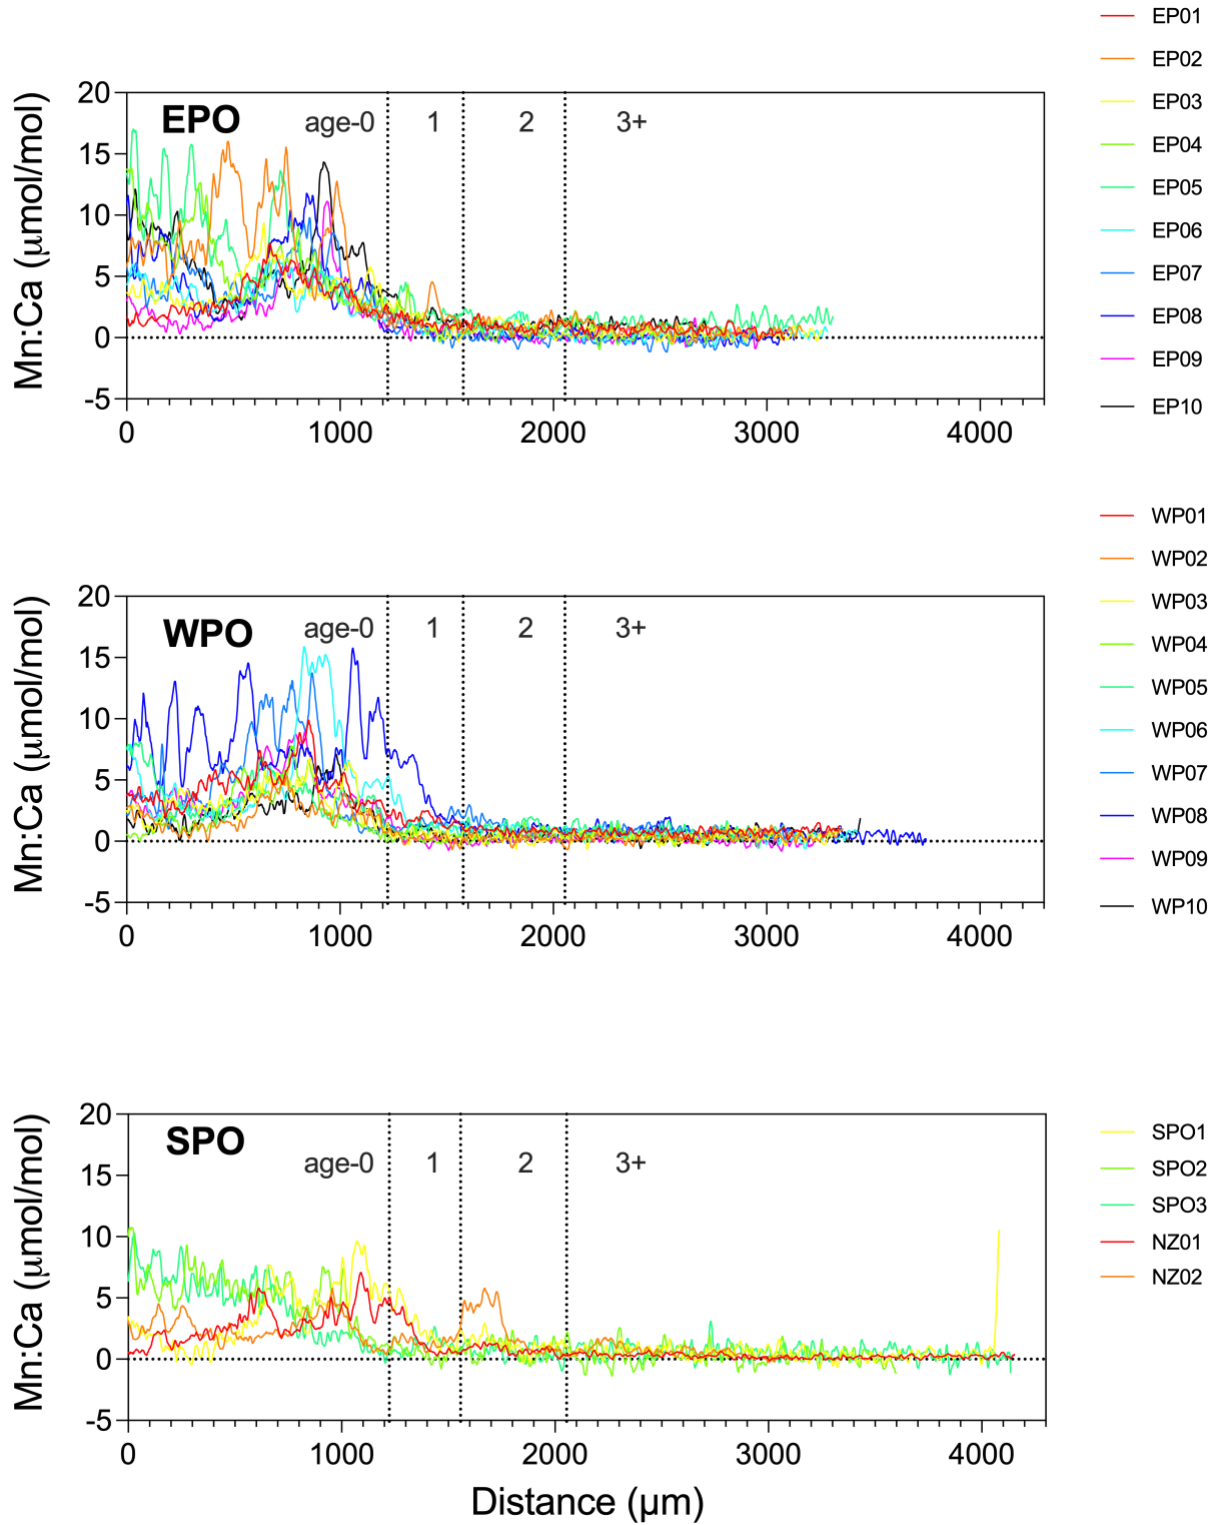 EP01
EP02
EP03
EP04
EP05
EP06
EP07
EP08
EP09
EP10
Mn:Ca (μmol/mol)
20
15
10
5
0
-5
EPO
age-0
1
2
3+
0
1000
2000
3000
4000
WP01
WP02
WP03
WP04
WP05
WP06
WP07
WP08
WP09
WP10
Mn:Ca (μmol/mol)
20
15
10
5
0
-5
WPO
age-0
1
2
3+
0
1000
2000
3000
4000
SPO1
SPO2
SPO3
NZ01
NZ02
Mn:Ca (μmol/mol)
20
15
10
5
0
-5
SPO
age-0
1
2
3+
0
1000
2000
3000
4000
Distance (μm)